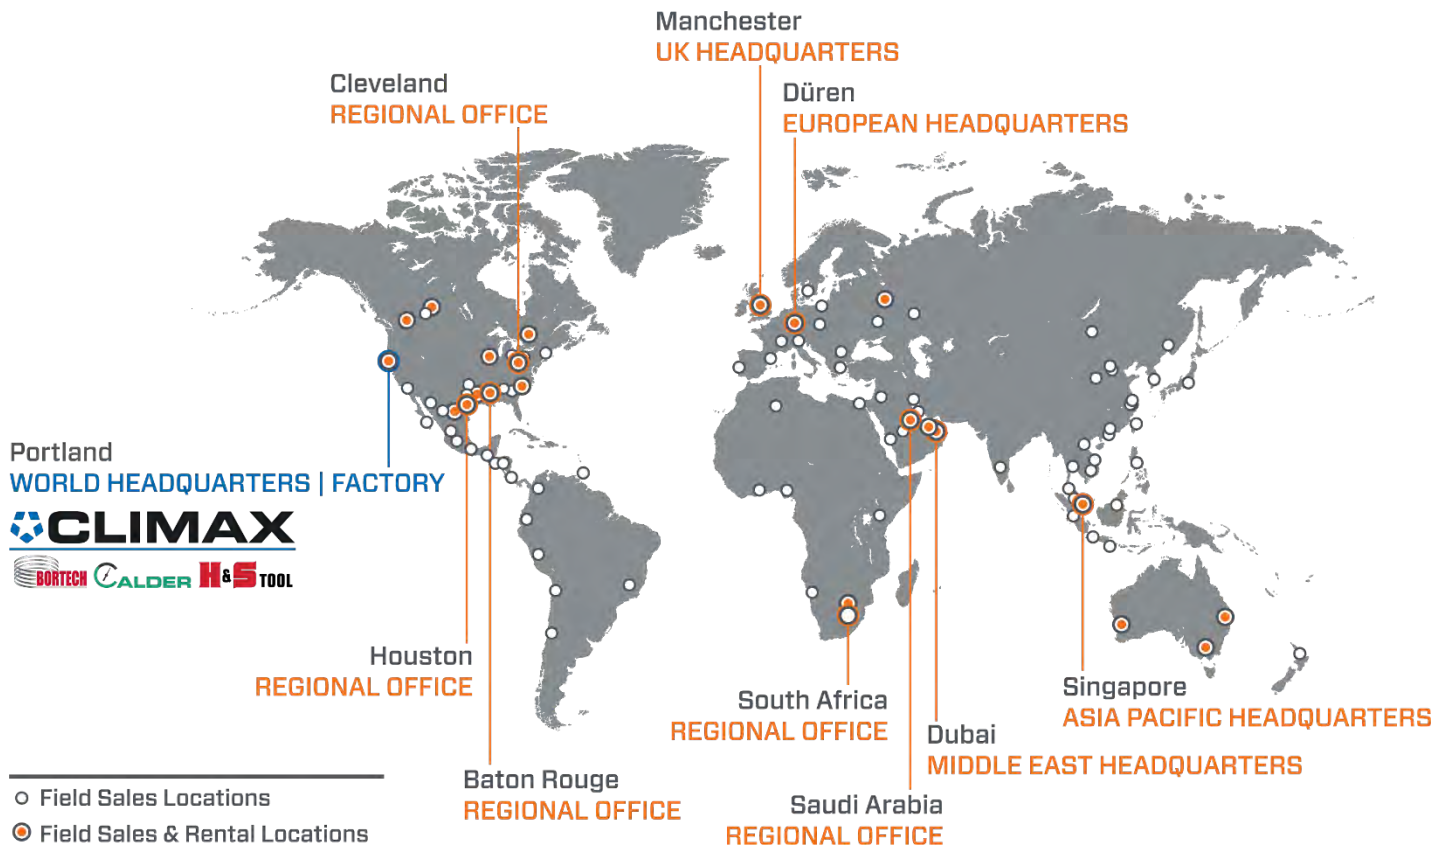 Manchester
UK HEADQUARTERS
Cleveland
REGIONAL OFFICE
Düren
EUROPEAN HEADQUARTERS
Portland
WORLD HEADQUARTERS | FACTORY
CLIMAX
BORTECH CALDER H&S TOOL
Houston
REGIONAL OFFICE
South Africa
REGIONAL OFFICE
Singapore
ASIA PACIFIC HEADQUARTERS
Dubai
MIDDLE EAST HEADQUARTERS
Baton Rouge
REGIONAL OFFICE
Saudi Arabia
REGIONAL OFFICE
Field Sales Locations
Field Sales & Rental Locations